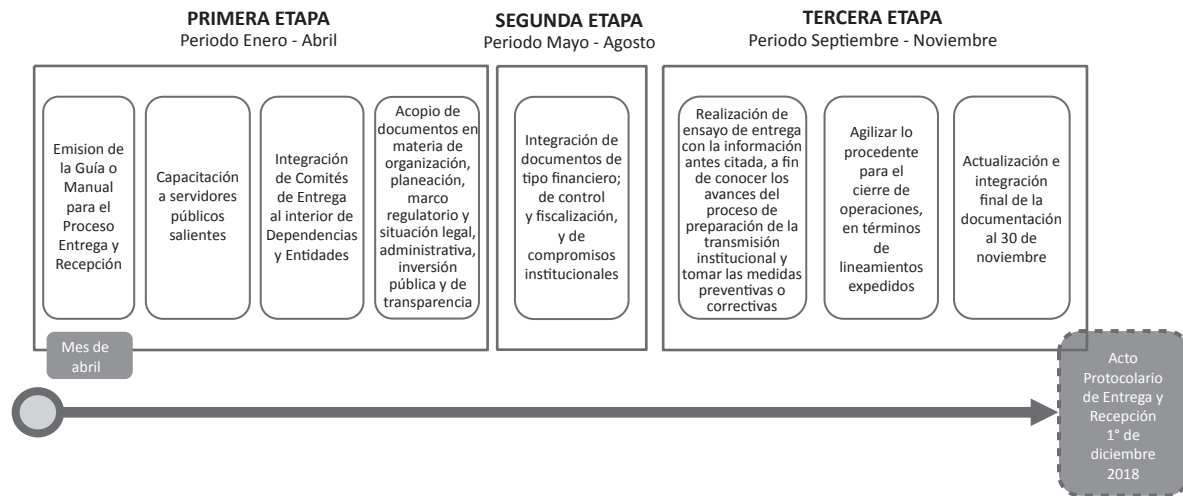 PRIMERA ETAPA
Periodo Enero - Abril
SEGUNDA ETAPA
Periodo Mayo - Agosto
TERCERA ETAPA
Periodo Septiembre - Noviembre
Emision de
la Guía o
Manual
para el
Proceso
Entrega y
Recepción
Capacitación
a servidores
públicos
salientes
Integración
de Comités
de Entrega
al interior de
Dependencias
y Entidades
Acopio de
documentos en
materia de
organización,
planeación,
marco
regulatorio y
situación legal,
administrativa,
inversión
pública y de
transparencia
Integración de
documentos de
tipo financiero;
de control
y fiscalización,
y de
compromisos
institucionales
Realización de
ensayo de entrega
con la información
antes citada, a fin
de conocer los
avances del
proceso de
preparación de la
transmisión
institucional y
tomar las medidas
preventivas o
correctivas
Agilizar lo
procedente
para el
cierre de
operaciones,
en términos
de
lineamientos
expedidos
Actualización e
integración
final de la
documentación
al 30 de
noviembre
Mes de
abril
Acto
Protocolario
de Entrega y
Recepción
1° de
diciembre
2018